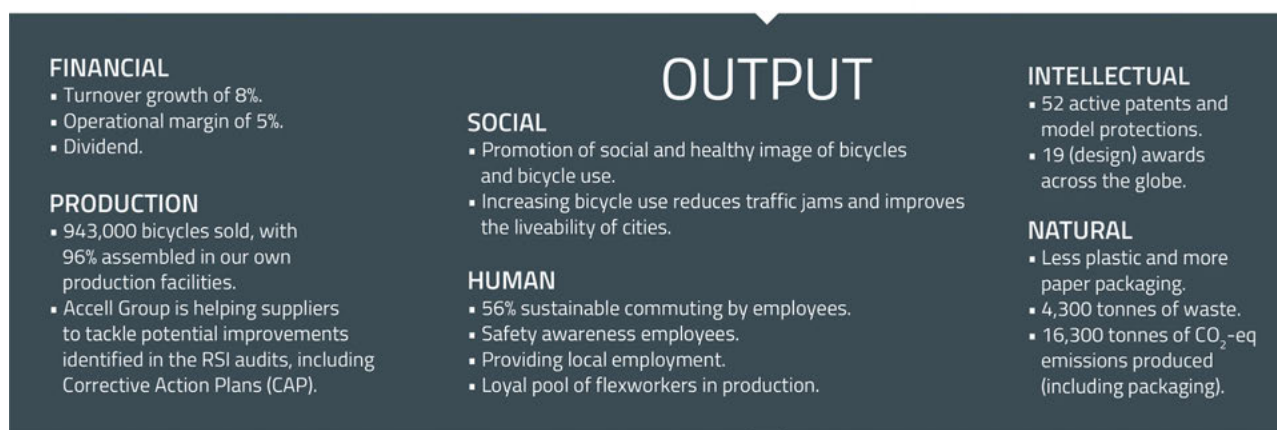 OUTPUT
FINANCIAL
▪ Turnover growth of 8%.
▪ Operational margin of 5%.
▪ Dividend.
PRODUCTION
▪ 943,000 bicycles sold, with
96% assembled in our own
production facilities.
▪ Accell Group is helping suppliers
to tackle potential improvements
identified in the RSI audits, including
Corrective Action Plans (CAP).
SOCIAL
▪ Promotion of social and healthy image of bicycles
and bicycle use.
▪ Increasing bicycle use reduces traffic jams and improves
the liveability of cities.
HUMAN
▪ 56% sustainable commuting by employees.
▪ Safety awareness employees.
▪ Providing local employment.
▪ Loyal pool of flexworkers in production.
INTELLECTUAL
▪ 52 active patents and
model protections.
▪ 19 (design) awards
across the globe.
NATURAL
▪ Less plastic and more
paper packaging.
▪ 4,300 tonnes of waste.
▪ 16,300 tonnes of CO₂-eq
emissions produced
(including packaging).